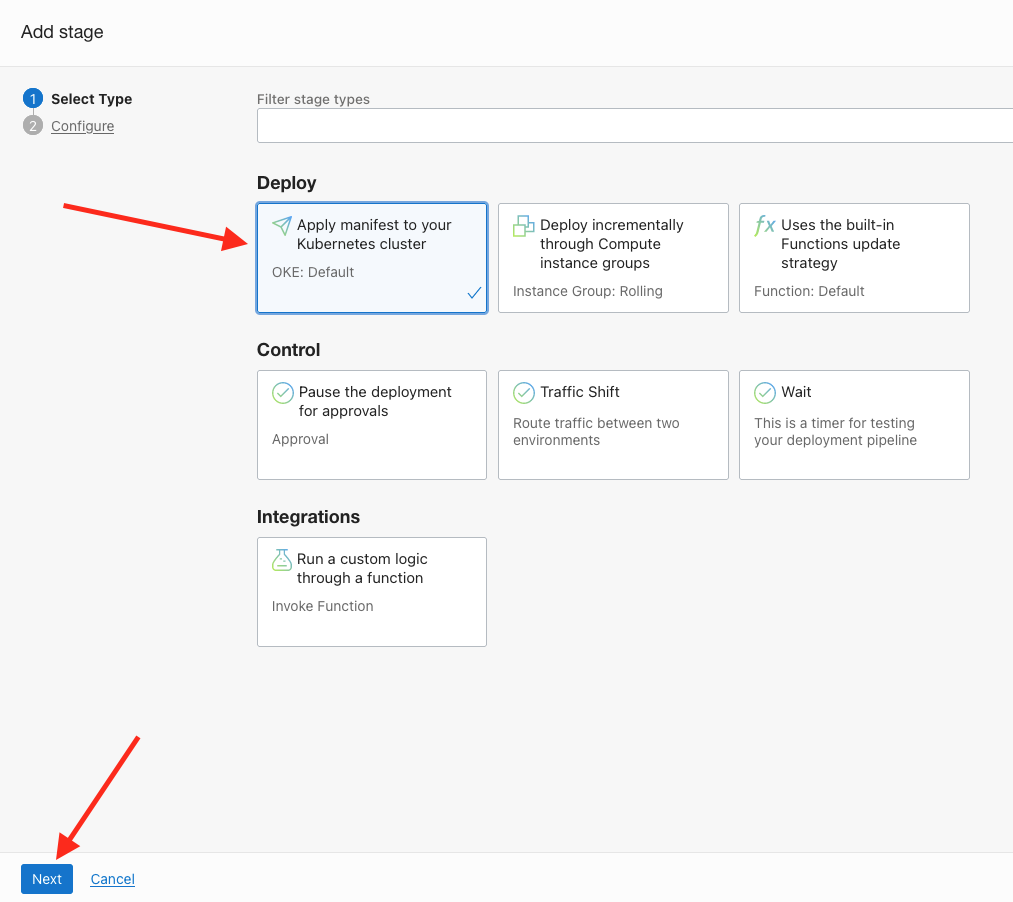 Add stage
1 Select Type
2 Configure
Filter stage types
Deploy
Apply manifest to your
Kubernetes cluster
OKE: Default
Deploy incrementally
through Compute
instance groups
Instance Group: Rolling
fx Uses the built-in
Functions update
strategy
Function: Default
Control
Pause the deployment
for approvals
Approval
Traffic Shift
Route traffic between two
environments
Wait
This is a timer for testing
your deployment pipeline
Integrations
Run a custom logic
through a function
Invoke Function
Next Cancel